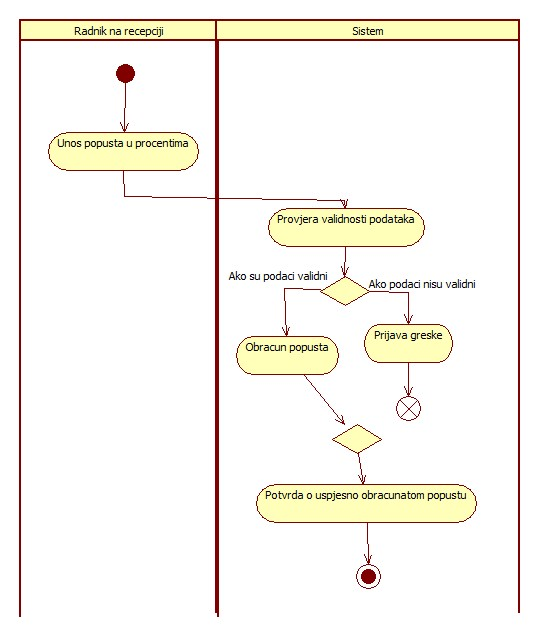 Radnik na recepciji
Sistem
Unos popusta u procentima
Provjera validnosti podataka
Ako su podaci validni
Ako podaci nisu validni
Prijava greske
Obracun popusta
Potvrda o uspjesno obracunatom popustu